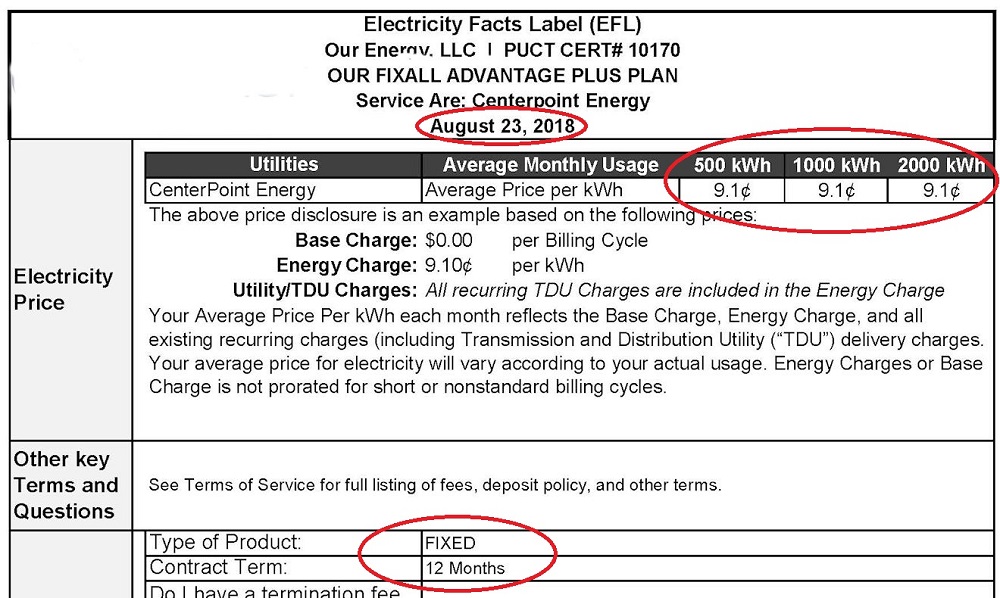 Electricity Facts Label (EFL)
Our Energy, LLC | PUCT CERT# 10170
OUR FIXALL ADVANTAGE PLUS PLAN
Service Are: Centerpoint Energy
August 23, 2018
Utilities Average Monthly Usage 500 kWh 1000 kWh 2000 kWh
CenterPoint Energy Average Price per kWh 9.1¢ 9.1¢ 9.1¢
The above price disclosure is an example based on the following prices:
Base Charge: $0.00 per Billing Cycle
Energy Charge: 9.10¢ per kWh
Utility/TDU Charges: All recurring TDU Charges are included in the Energy Charge
Electricity
Price
Your Average Price Per kWh each month reflects the Base Charge, Energy Charge, and all
existing recurring charges (including Transmission and Distribution Utility (“TDU”) delivery charges.
Your average price for electricity will vary according to your actual usage. Energy Charges or Base
Charge is not prorated for short or nonstandard billing cycles.
Other key
Terms and
Questions
See Terms of Service for full listing of fees, deposit policy, and other terms.
Type of Product: FIXED
Contract Term: 12 Months
Do I have a termination fee